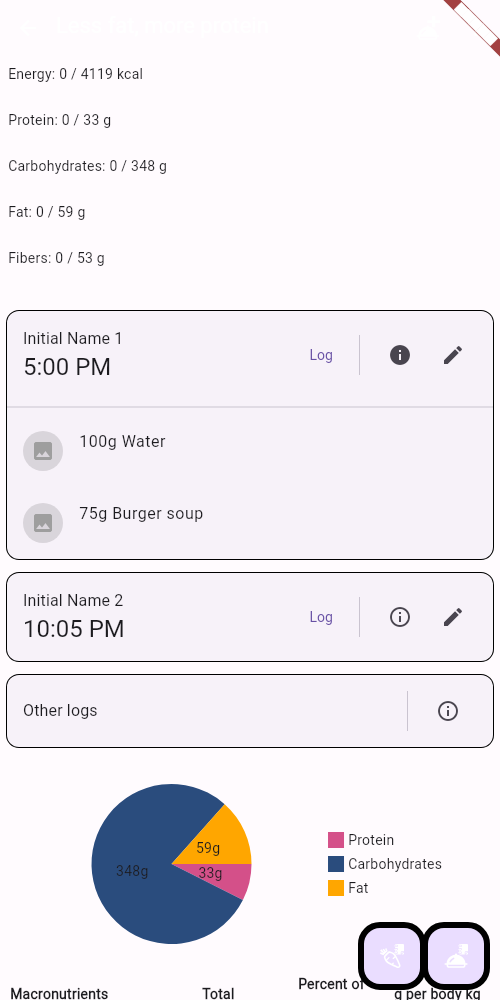 Energy: 0 / 4119 kcal
Protein: 0 / 33 g
Carbohydrates: 0 / 348 g
Fat: 0 / 59 g
Fibers: 0 / 53 g
Initial Name 1
5:00 PM
Log
100g Water
75g Burger soup
Initial Name 2
10:05 PM
Log
Other logs
59g
348g
33g
Protein
Carbohydrates
Fat
Macronutrients
Total
Percent of
g per body kg